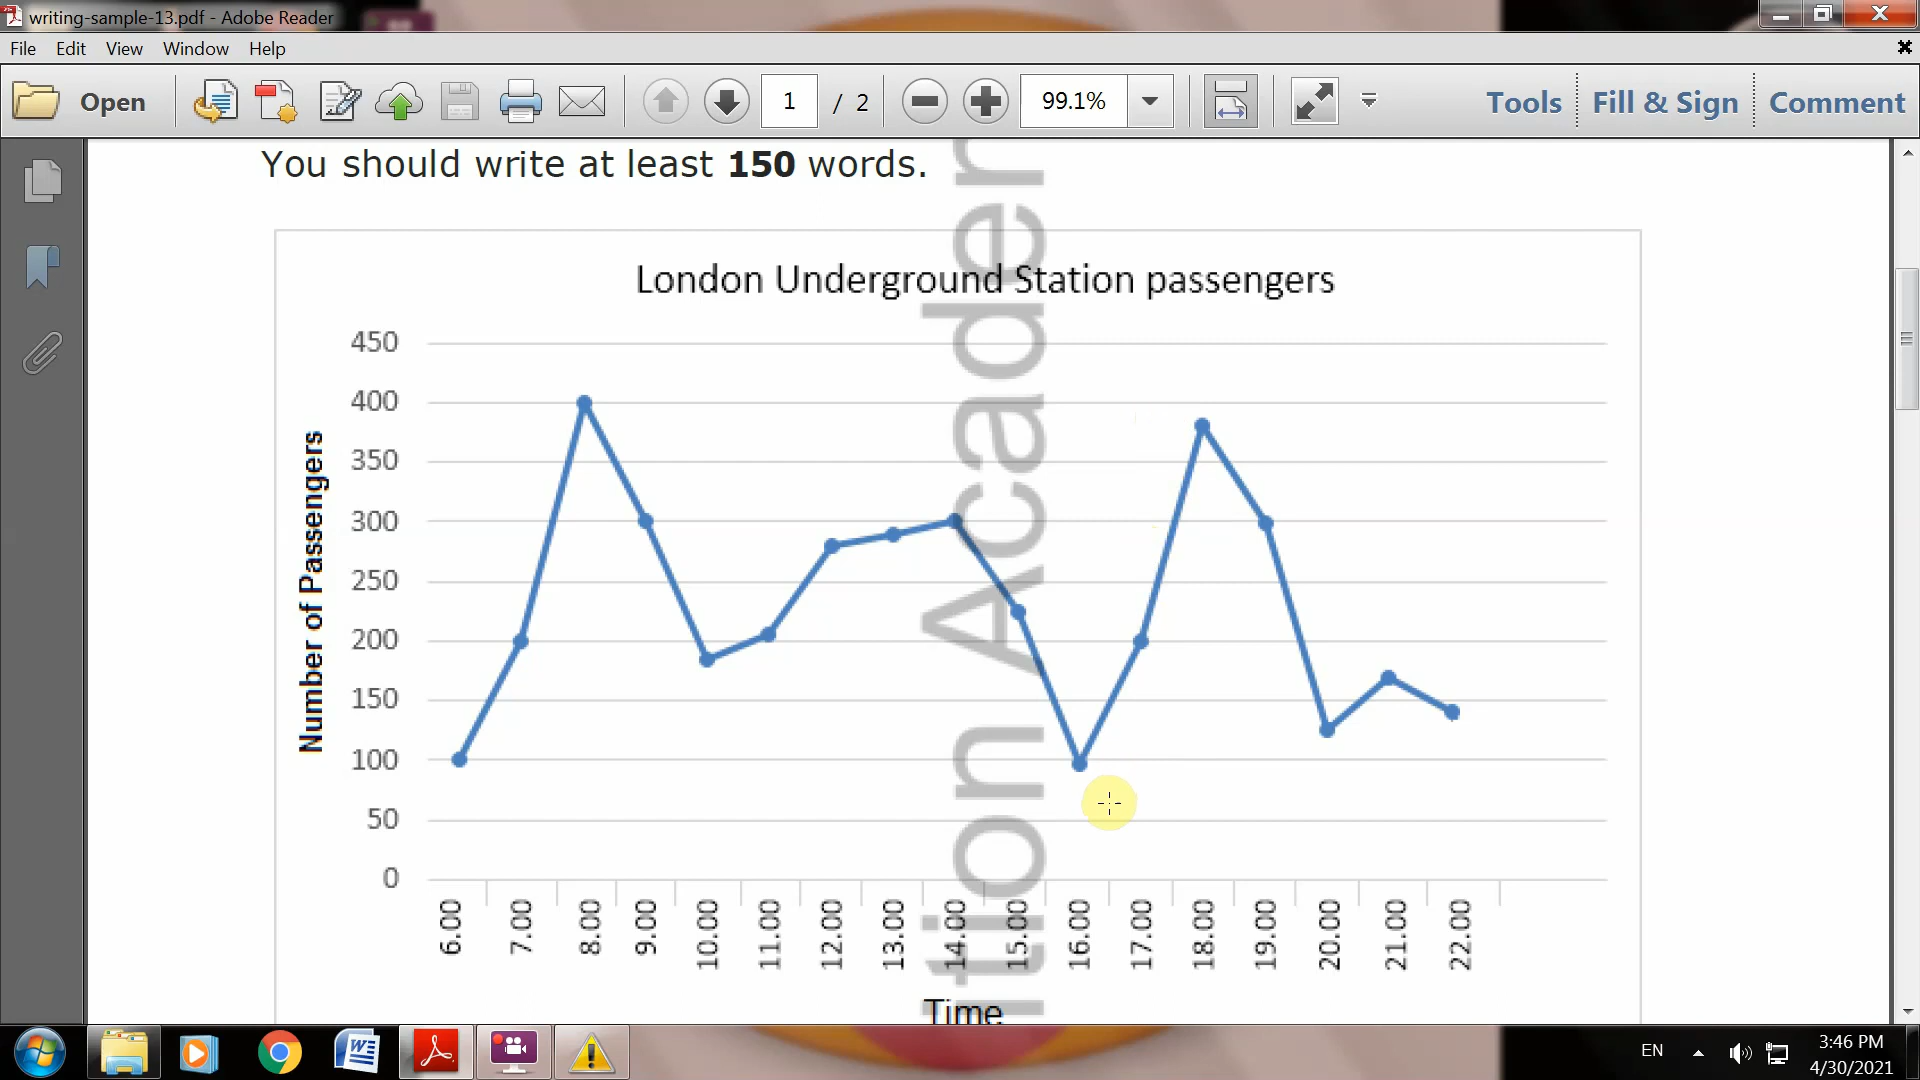 writing-sample-13.pdf - Adobe Reader
File Edit View Window Help
Open 1 / 2 99.1% Tools Fill & Sign Comment
You should write at least 150 words.
London Underground Station passengers
Number of Passengers
450
400
350
300
250
200
150
100
50
0
6.00 7.00 8.00 9.00 10.00 11.00 12.00 13.00 14.00 15.00 16.00 17.00 18.00 19.00 20.00 21.00 22.00
Time
EN 3:46 PM
4/30/2021